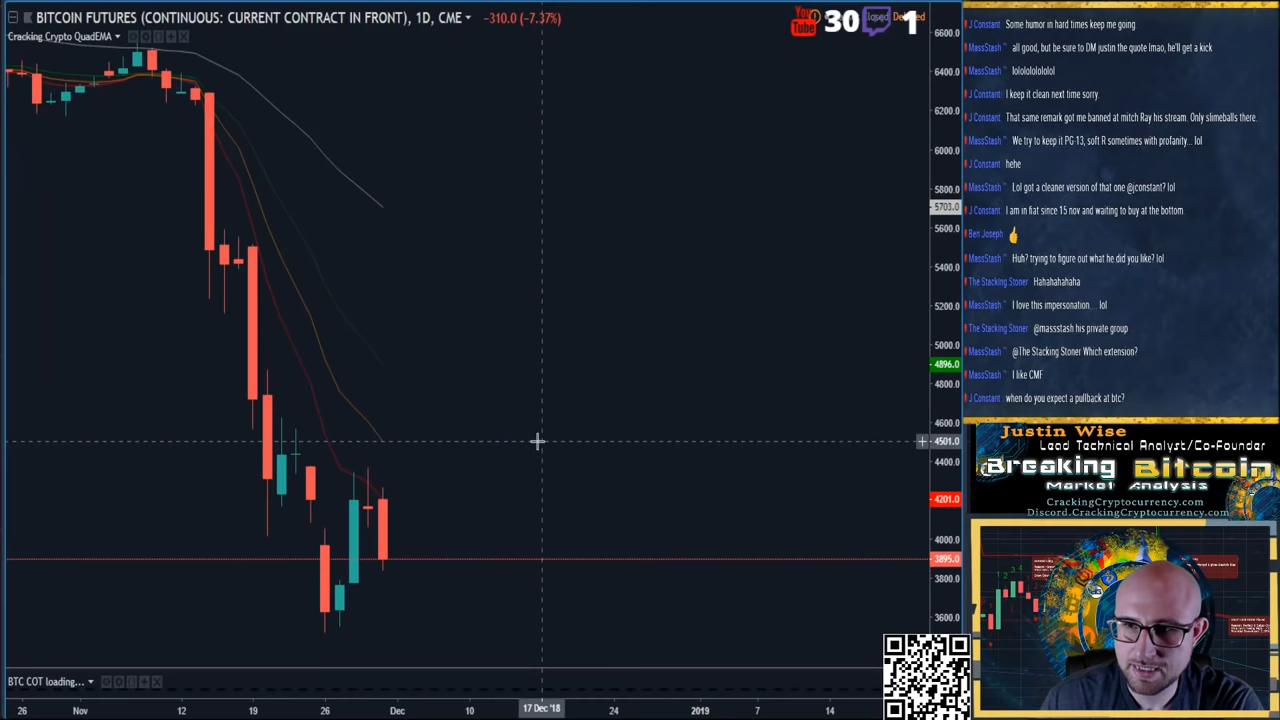 BITCOIN FUTURES (CONTINUOUS: CURRENT CONTRACT IN FRONT), 1D, CME
−310.0 (−7.37%)
You
Tube
30
1
Cracking Crypto QuadEMA
6600.0
6400.0
6200.0
6000.0
5800.0
5703.0
5600.0
5400.0
5200.0
5000.0
4896.0
4800.0
4600.0
4501.0
4400.0
4201.0
4000.0
3895.0
3800.0
3600.0
BTC COT loading...
26
Nov
12
26
Dec
10
17 Dec '18
24
2019
7
14
J Constant Some humor in hard times keep me going
MassStash all good, but be sure to DM justin the quote lmao, he'll get a kick
MassStash lolololololol
J Constant I keep it clean next time sorry.
J Constant That same remark got me banned at mitch Ray his stream. Only slimeballs there.
MassStash We try to keep it PG-13, soft R sometimes with profanity... lol
J Constant hehe
MassStash Lol got a cleaner version of that one @jconstant? lol
J Constant I am in fiat since 15 nov and waiting to buy at the bottom.
Ben Joseph 👍
MassStash Huh? trying to figure out what he did you like? lol
The Stacking Stoner Hahahahahaha
MassStash I love this impersonation.... lol
The Stacking Stoner @massstash his private group
MassStash @The Stacking Stoner Which extension?
MassStash I like CMF
J Constant when do you expect a pullback at btc?
Justin Wise
Lead Technical Analyst/Co-Founder
Breaking Bitcoin
Market Analysis
CrackingCryptocurrency.com
Discord.CrackingCryptocurrency.com
1 2 3 4